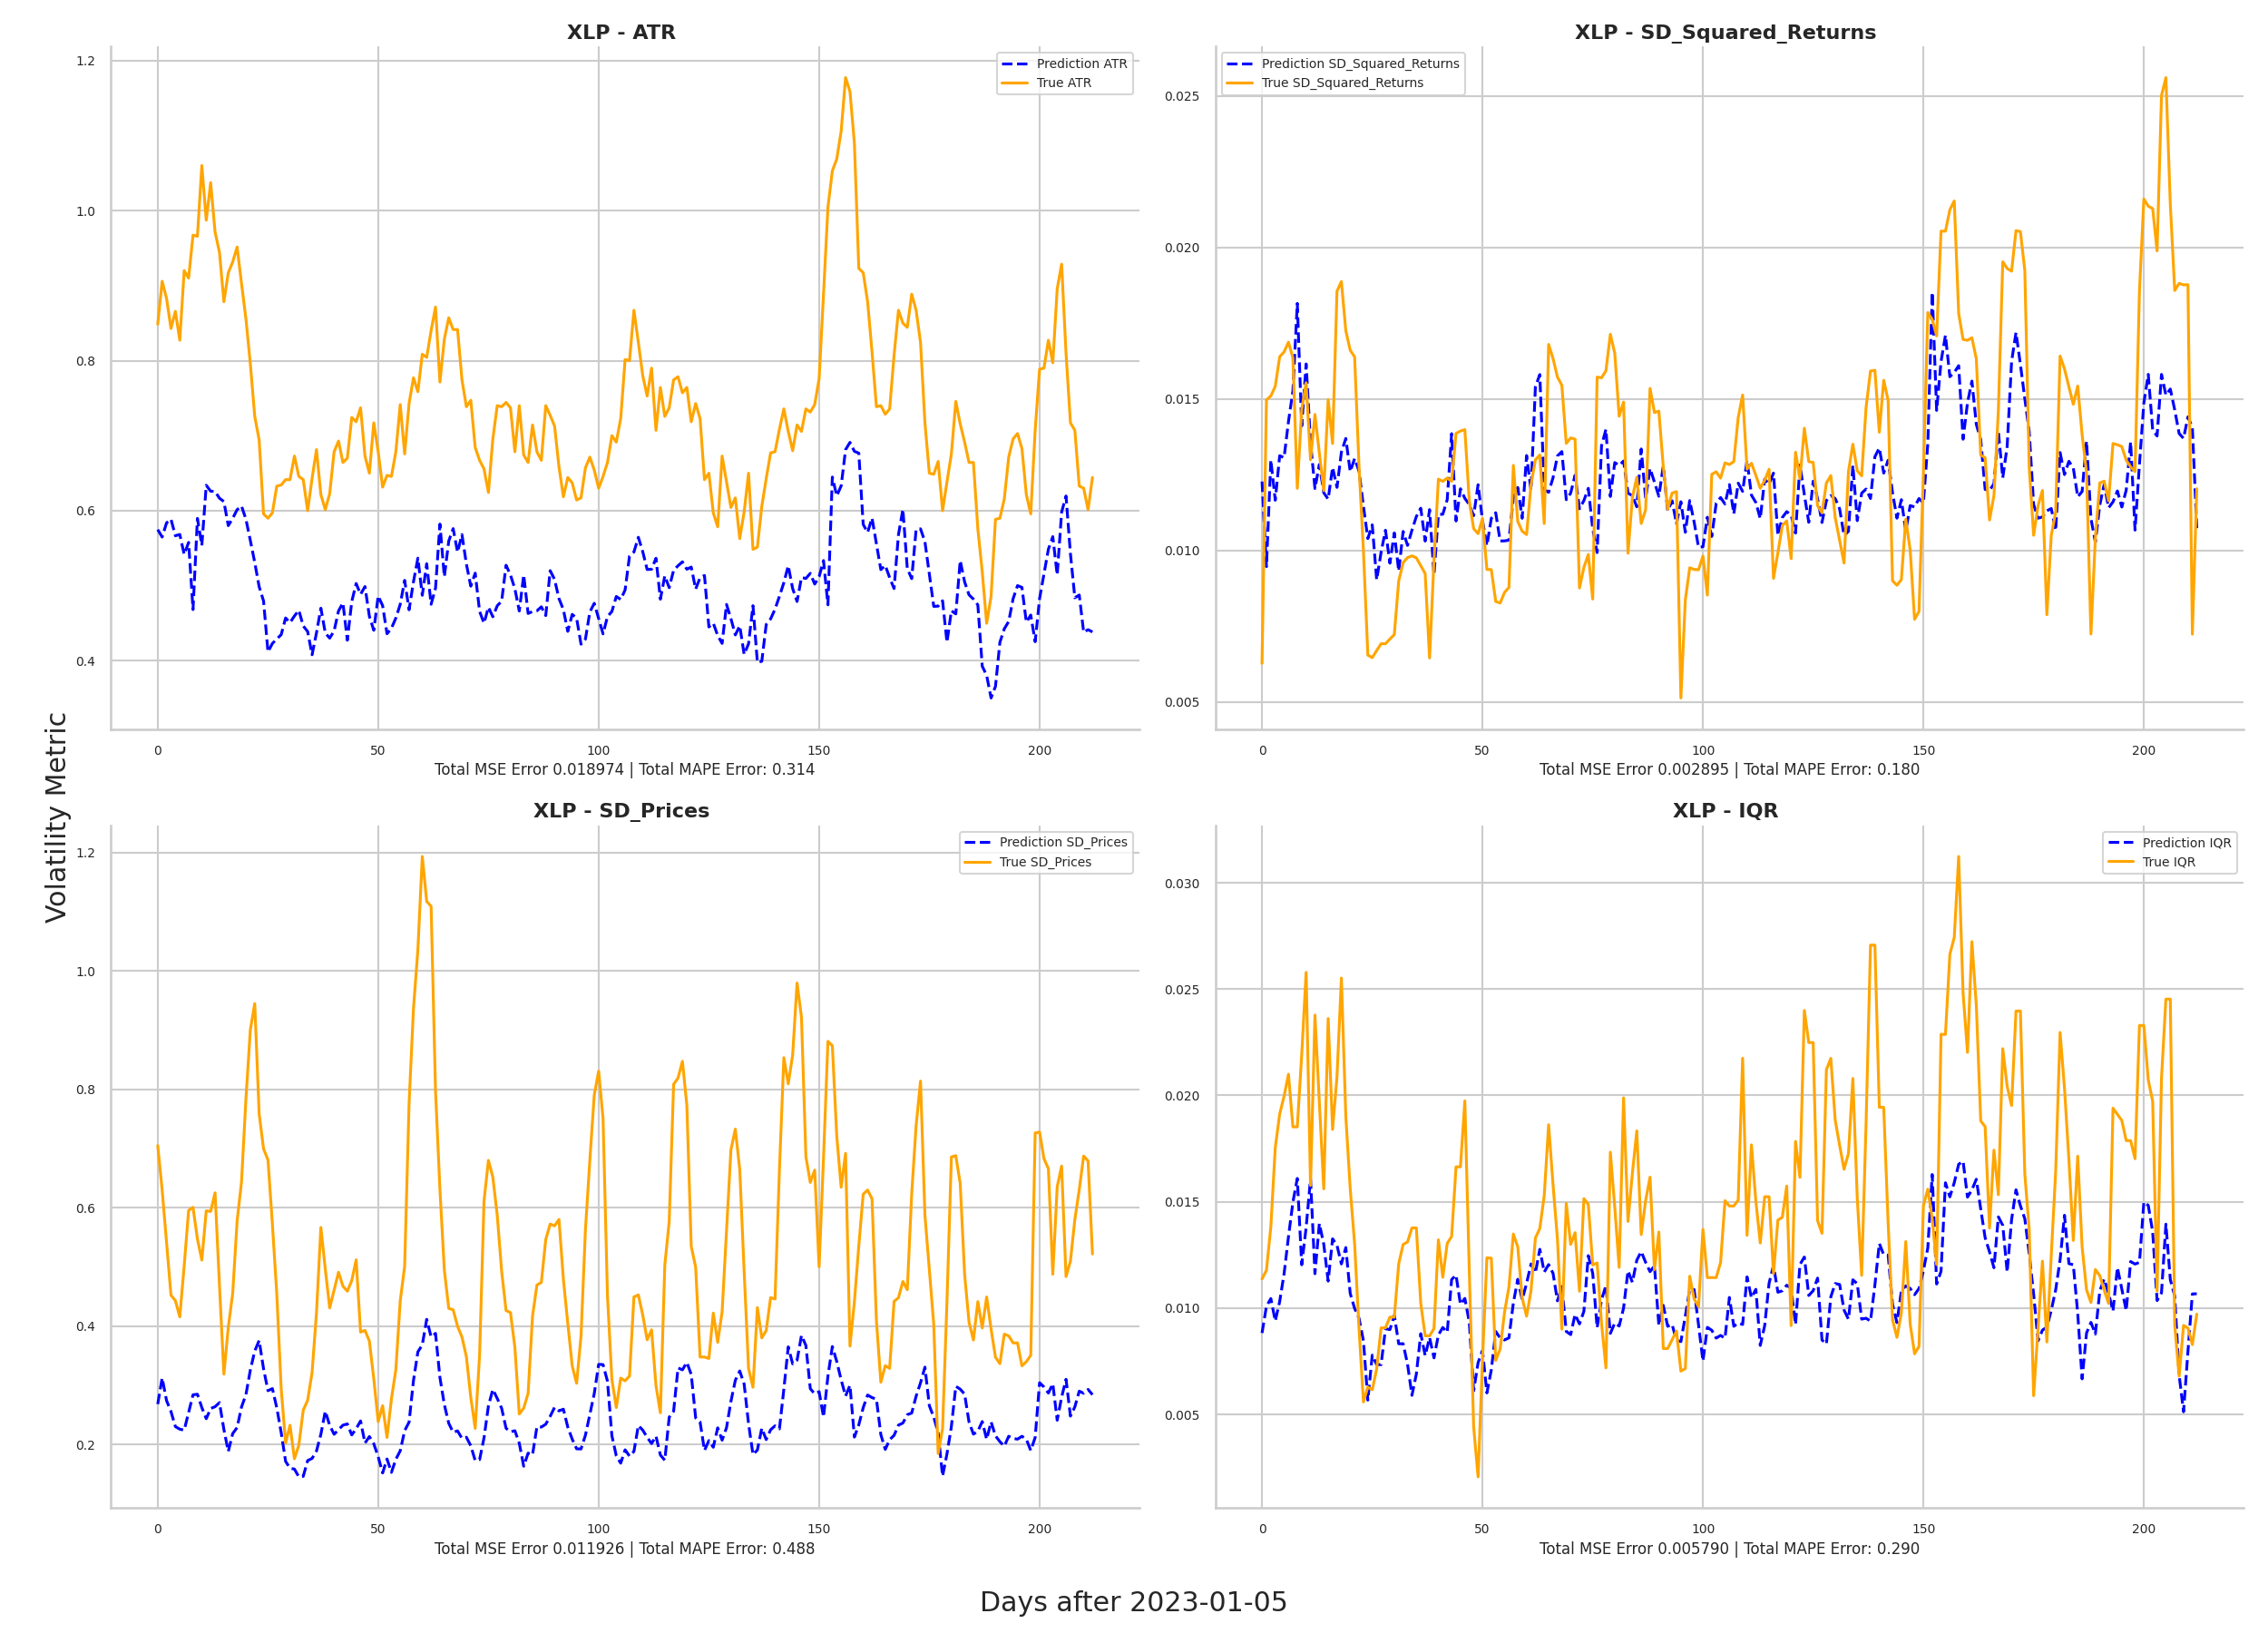 XLP - ATR
Prediction ATR
True ATR
1.2
1.0
0.8
0.6
0.4
0
50
100
150
200
Total MSE Error 0.018974 | Total MAPE Error: 0.314
XLP - SD_Squared_Returns
Prediction SD_Squared_Returns
True SD_Squared_Returns
0.025
0.020
0.015
0.010
0.005
0
50
100
150
200
Total MSE Error 0.002895 | Total MAPE Error: 0.180
Volatility Metric
XLP - SD_Prices
Prediction SD_Prices
True SD_Prices
1.2
1.0
0.8
0.6
0.4
0.2
0
50
100
150
200
Total MSE Error 0.011926 | Total MAPE Error: 0.488
XLP - IQR
Prediction IQR
True IQR
0.030
0.025
0.020
0.015
0.010
0.005
0
50
100
150
200
Total MSE Error 0.005790 | Total MAPE Error: 0.290
Days after 2023-01-05